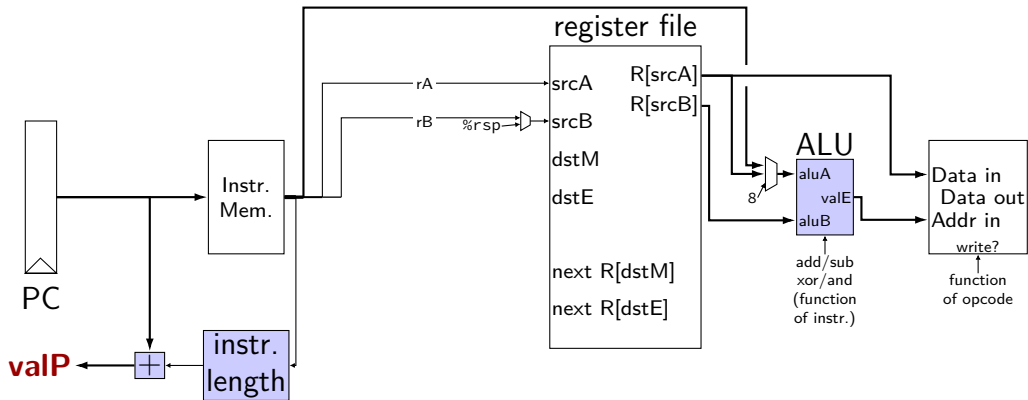 register file
rA
srcA
R[srcA]
R[srcB]
rB
%rsp
srcB
dstM
dstE
next R[dstM]
next R[dstE]
PC
Instr.
Mem.
valP
+
instr.
length
8
ALU
aluA
valE
aluB
add/sub
xor/and
(function
of instr.)
Data in
Data out
Addr in
write?
function
of opcode